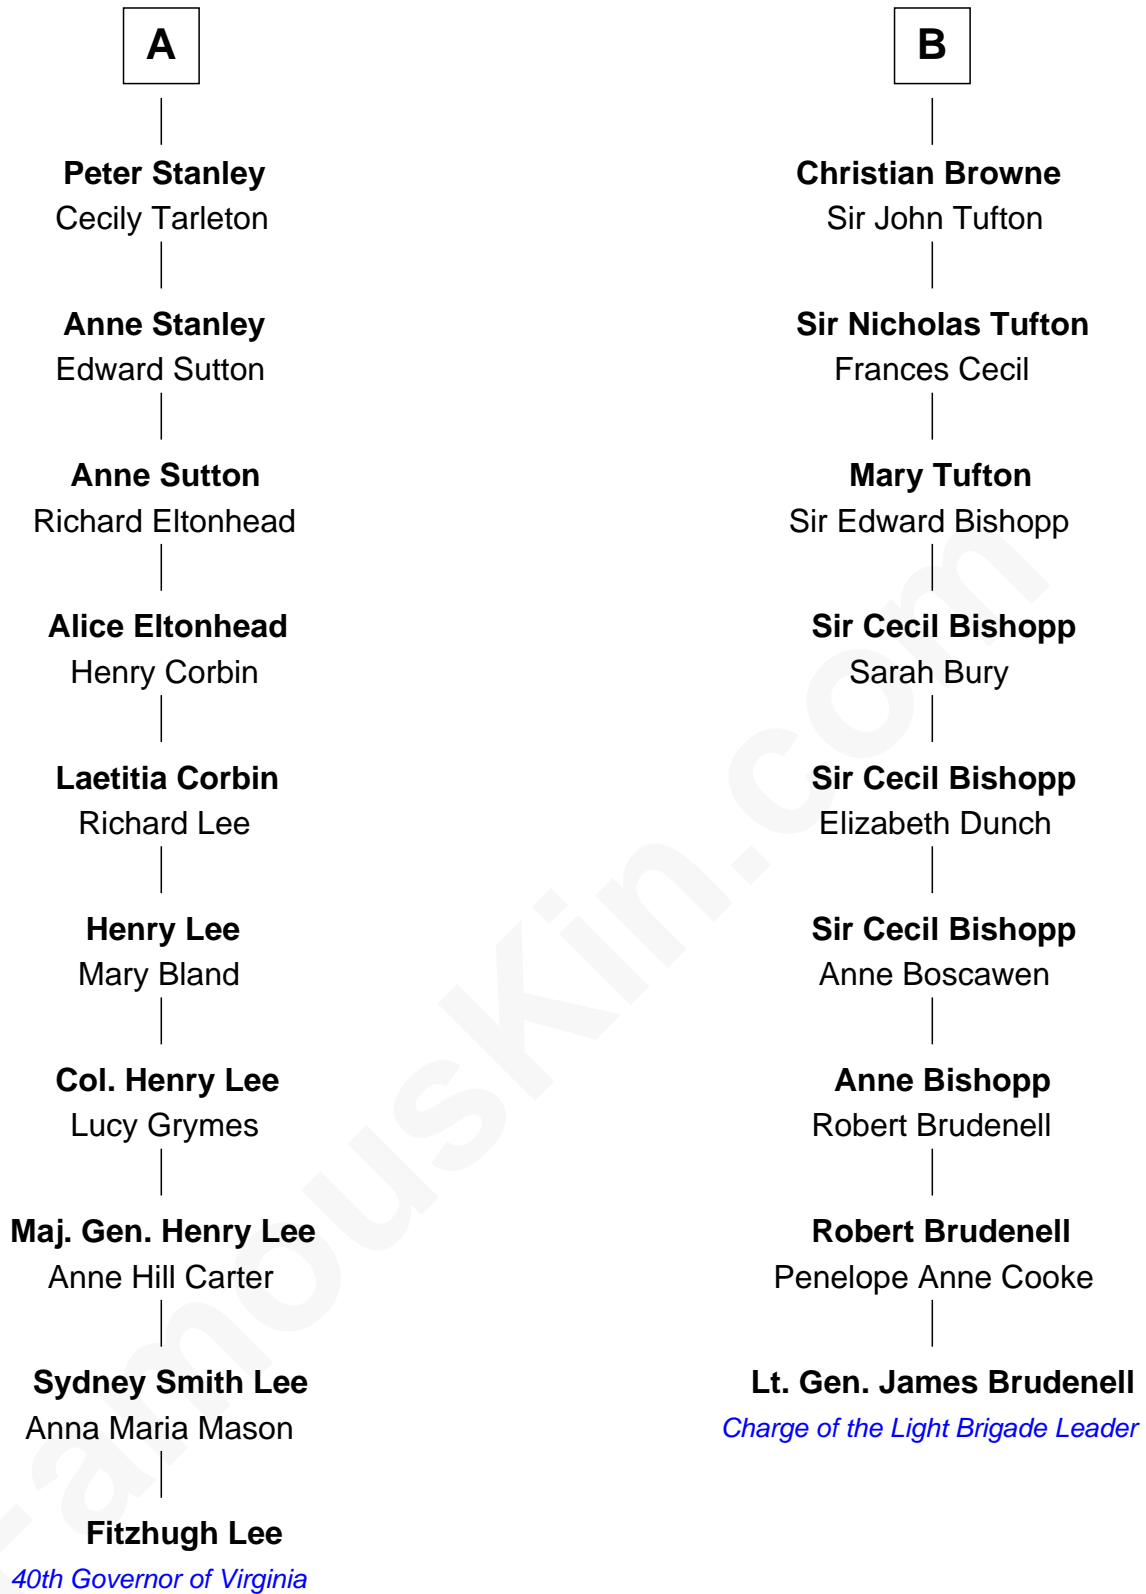 A
Peter Stanley
Cecily Tarleton
Anne Stanley
Edward Sutton
Anne Sutton
Richard Eltonhead
Alice Eltonhead
Henry Corbin
Laetitia Corbin
Richard Lee
Henry Lee
Mary Bland
Col. Henry Lee
Lucy Grymes
Maj. Gen. Henry Lee
Anne Hill Carter
Sydney Smith Lee
Anna Maria Mason
Fitzhugh Lee
40th Governor of Virginia
B
Christian Browne
Sir John Tufton
Sir Nicholas Tufton
Frances Cecil
Mary Tufton
Sir Edward Bishopp
Sir Cecil Bishopp
Sarah Bury
Sir Cecil Bishopp
Elizabeth Dunch
Sir Cecil Bishopp
Anne Boscawen
Anne Bishopp
Robert Brudenell
Robert Brudenell
Penelope Anne Cooke
Lt. Gen. James Brudenell
Charge of the Light Brigade Leader
FamousKin.com